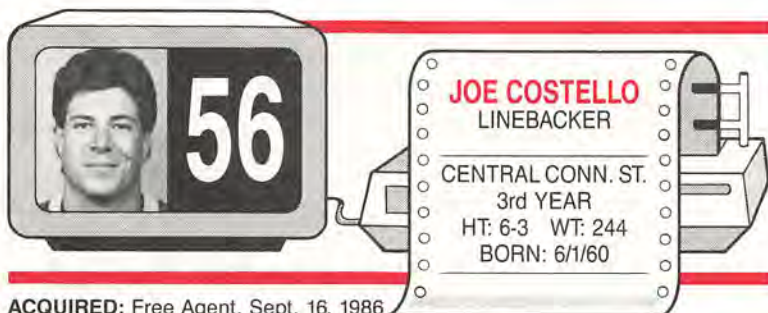 56
JOE COSTELLO
LINEBACKER
CENTRAL CONN. ST.
3rd YEAR
HT: 6-3 WT: 244
BORN: 6/1/60
ACQUIRED: Free Agent, Sept. 16, 1986